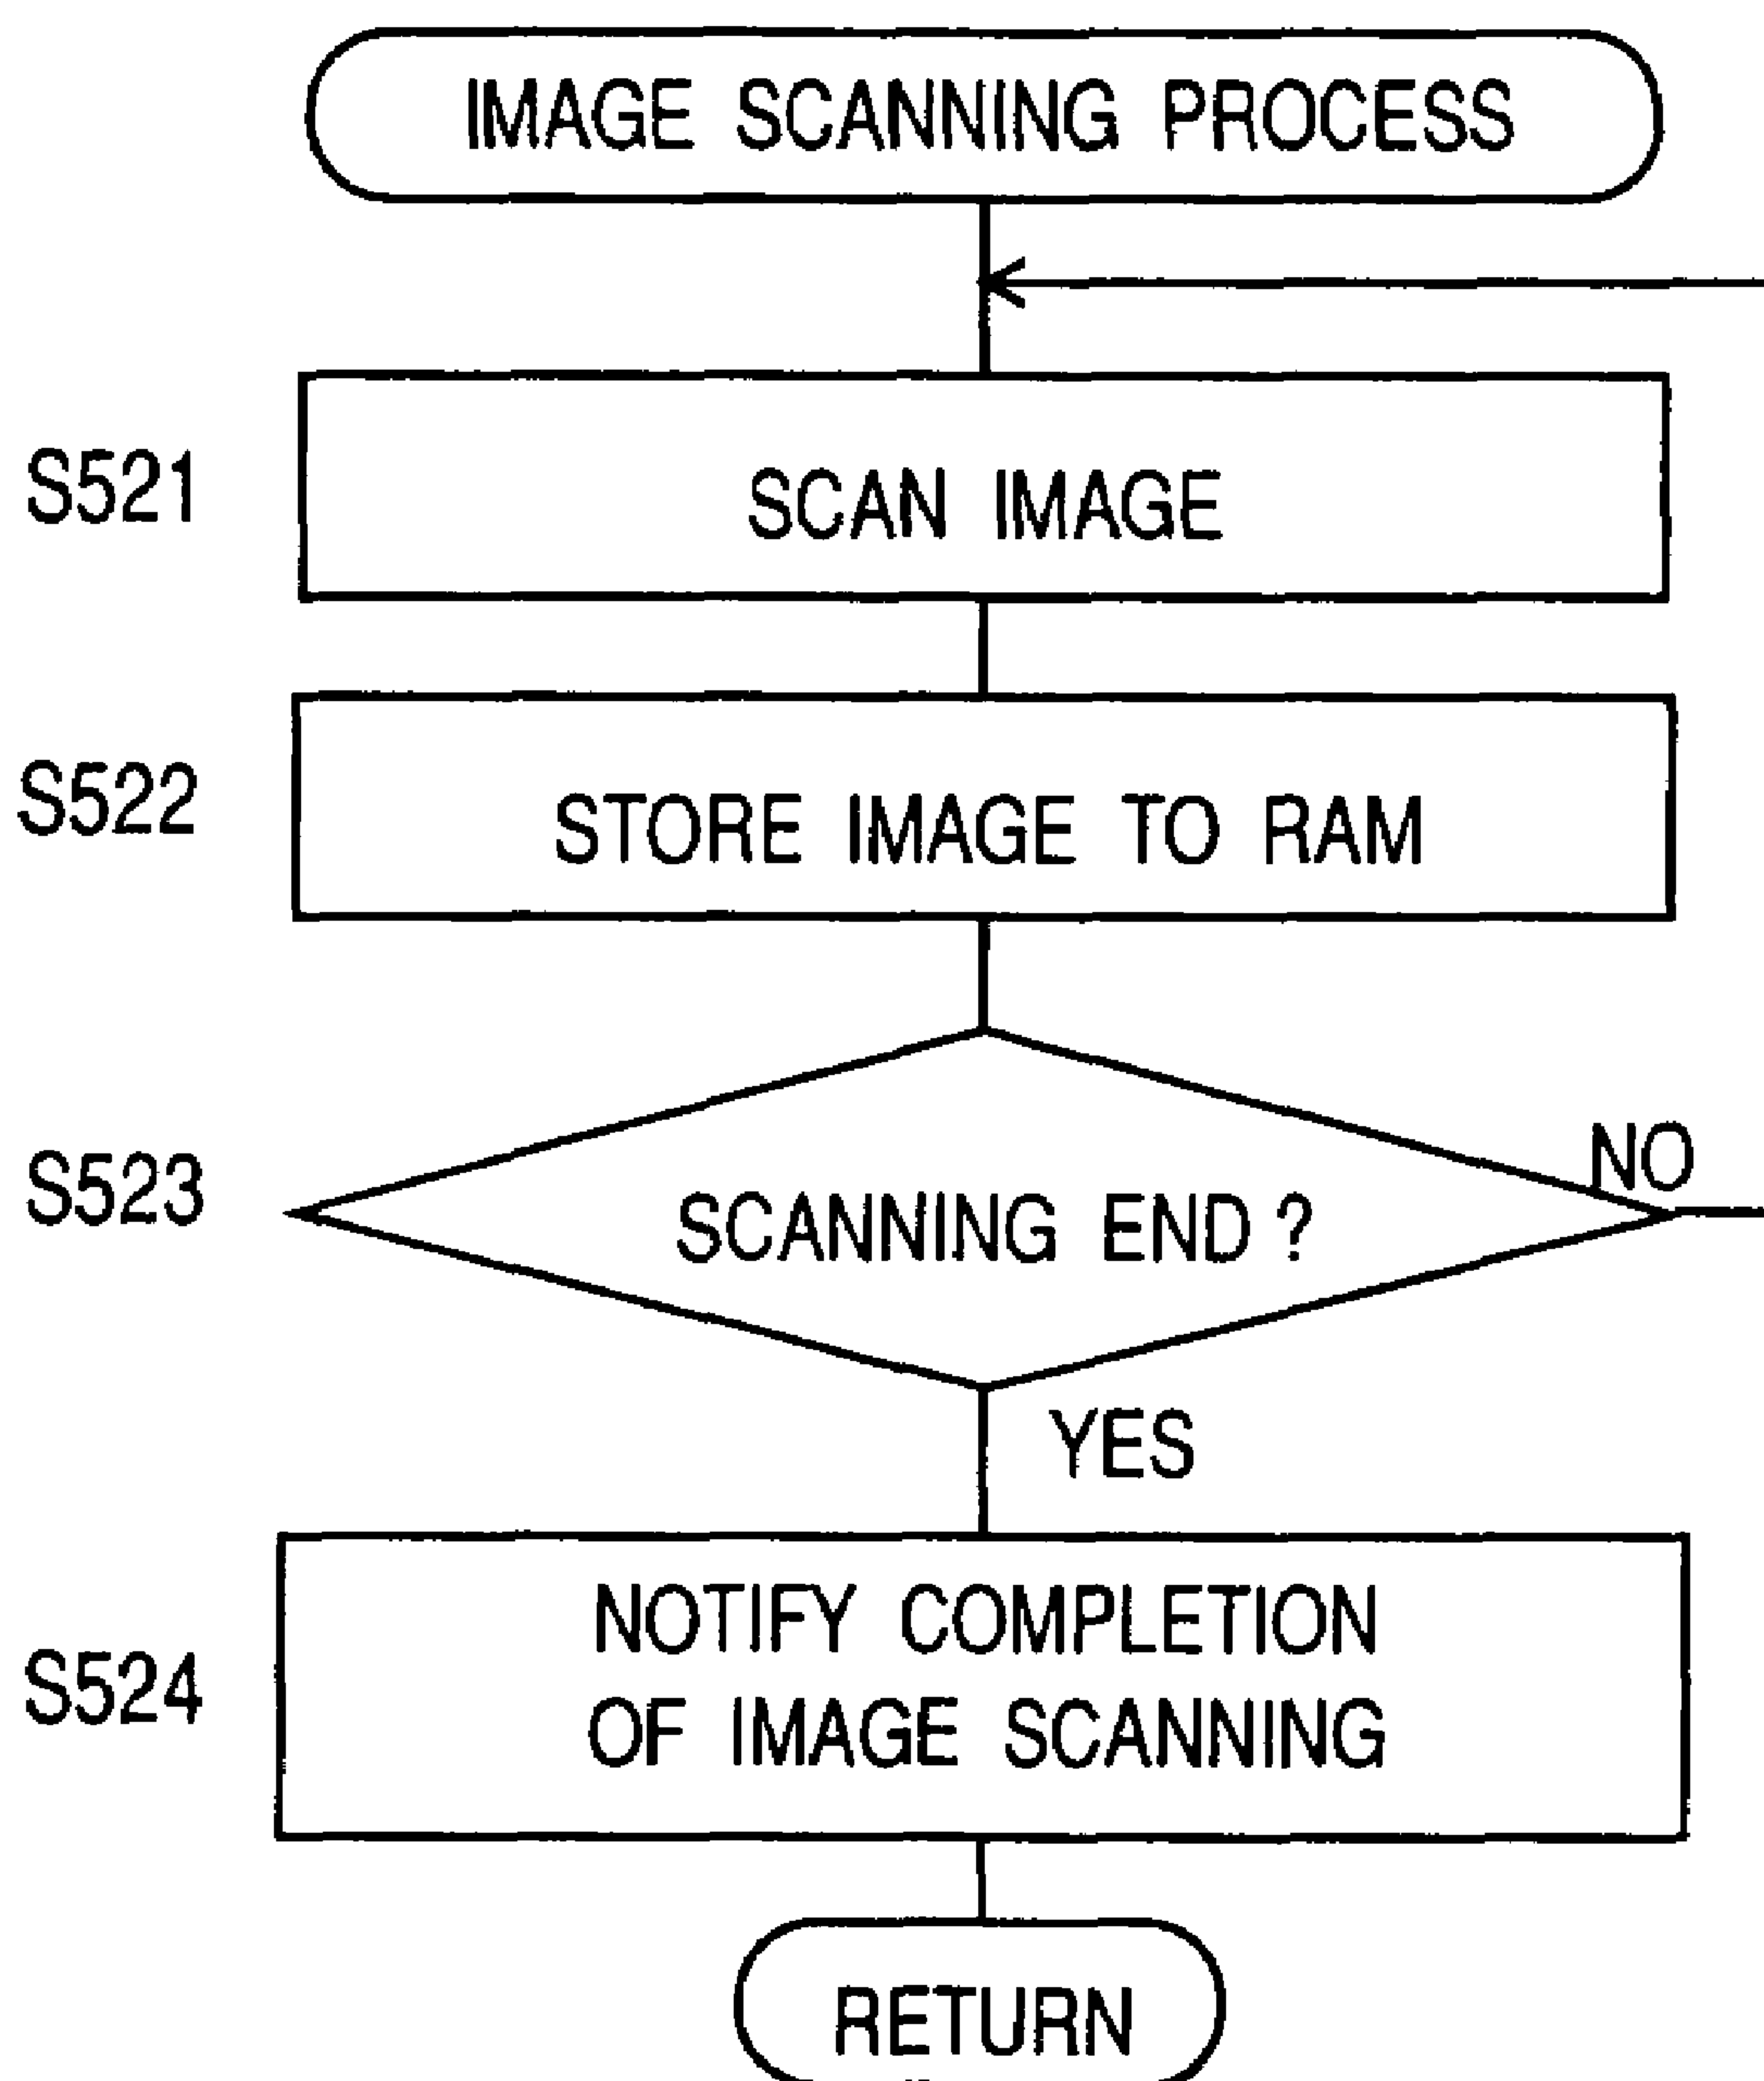 IMAGE SCANNING PROCESS
S521
SCAN IMAGE
S522
STORE IMAGE TO RAM
S523
SCANNING END ?
NO
YES
S524
NOTIFY COMPLETION
OF IMAGE SCANNING
RETURN